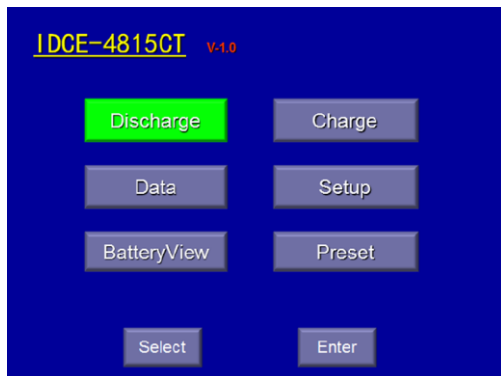 IDCE-4815CT V-1.0
Discharge Charge
Data Setup
BatteryView Preset
Select Enter